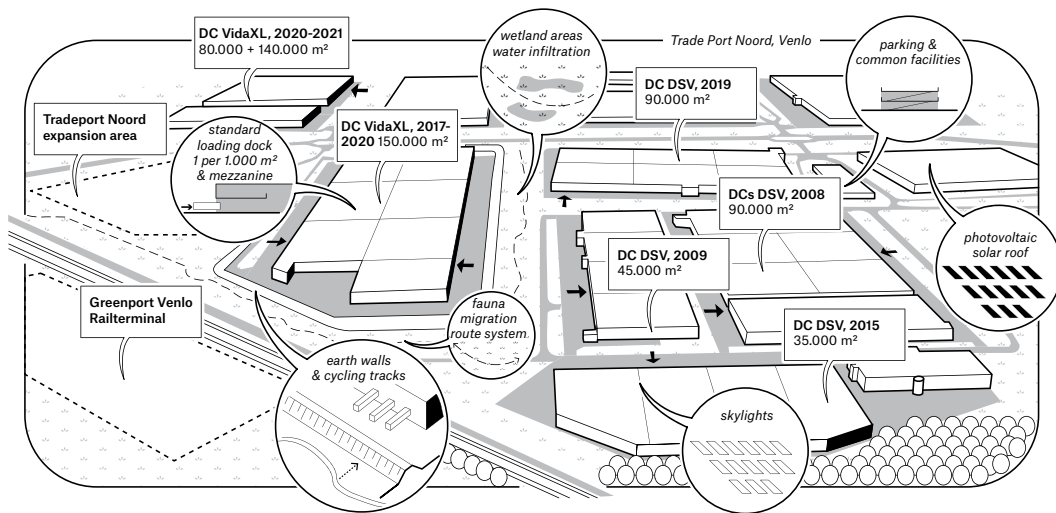 DC VidaXL, 2020-2021
80.000 + 140.000 m²
wetland areas
water infiltration
Trade Port Noord, Venlo
parking &
common facilities
DC DSV, 2019
90.000 m²
Tradeport Noord
expansion area
standard
loading dock
1 per 1.000 m²
& mezzanine
DC VidaXL, 2017-
2020 150.000 m²
DCs DSV, 2008
90.000 m²
DC DSV, 2009
45.000 m²
photovoltaic
solar roof
Greenport Venlo
Railterminal
fauna
migration
route system
DC DSV, 2015
35.000 m²
earth walls
& cycling tracks
skylights